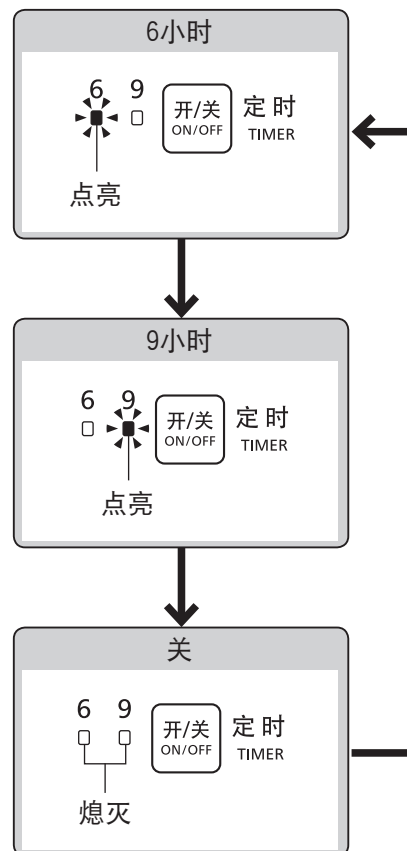 6小时
6 9 开/关 定时
ON/OFF TIMER
点亮
9小时
6 9 开/关 定时
ON/OFF TIMER
点亮
关
6 9 开/关 定时
ON/OFF TIMER
熄灭